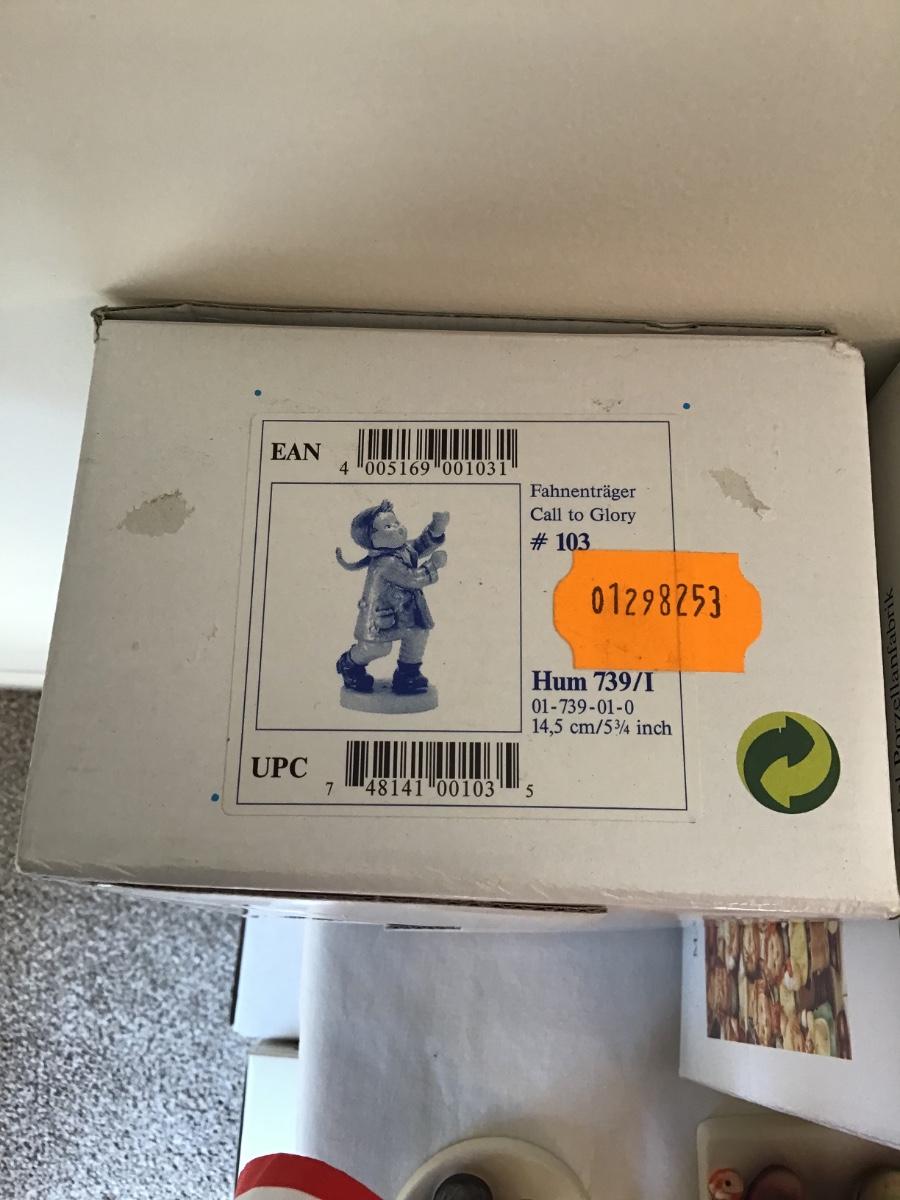 EAN
4 005169 001031
Fahnenträger
Call to Glory
# 103
01298253
Hum 739/I
01-739-01-0
14,5 cm/5¾ inch
UPC
7 48141 00103 5
Porzellanfabrik